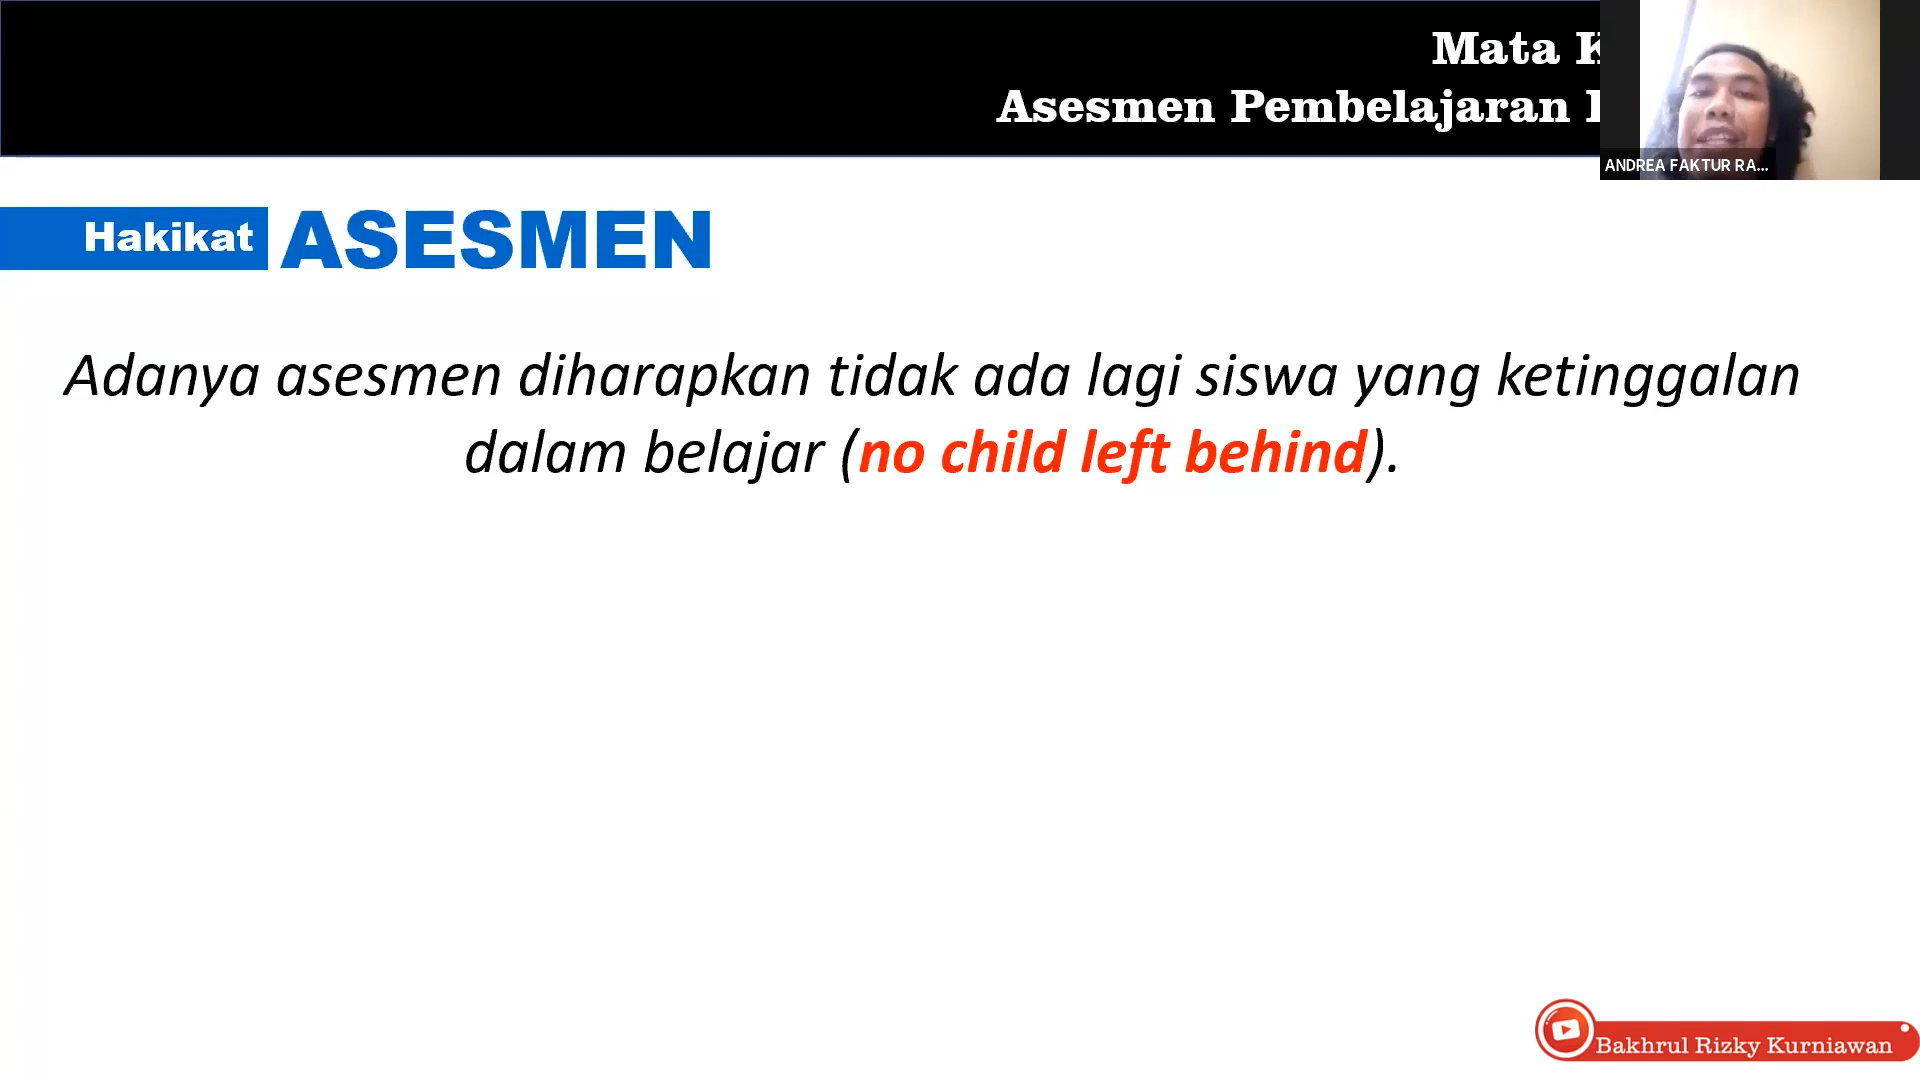 Mata
Asesmen Pembelajaran
ANDREA FAKTUR RA...
Hakikat ASESMEN
Adanya asesmen diharapkan tidak ada lagi siswa yang ketinggalan
dalam belajar (no child left behind).
Bakhrul Rizky Kurniawan